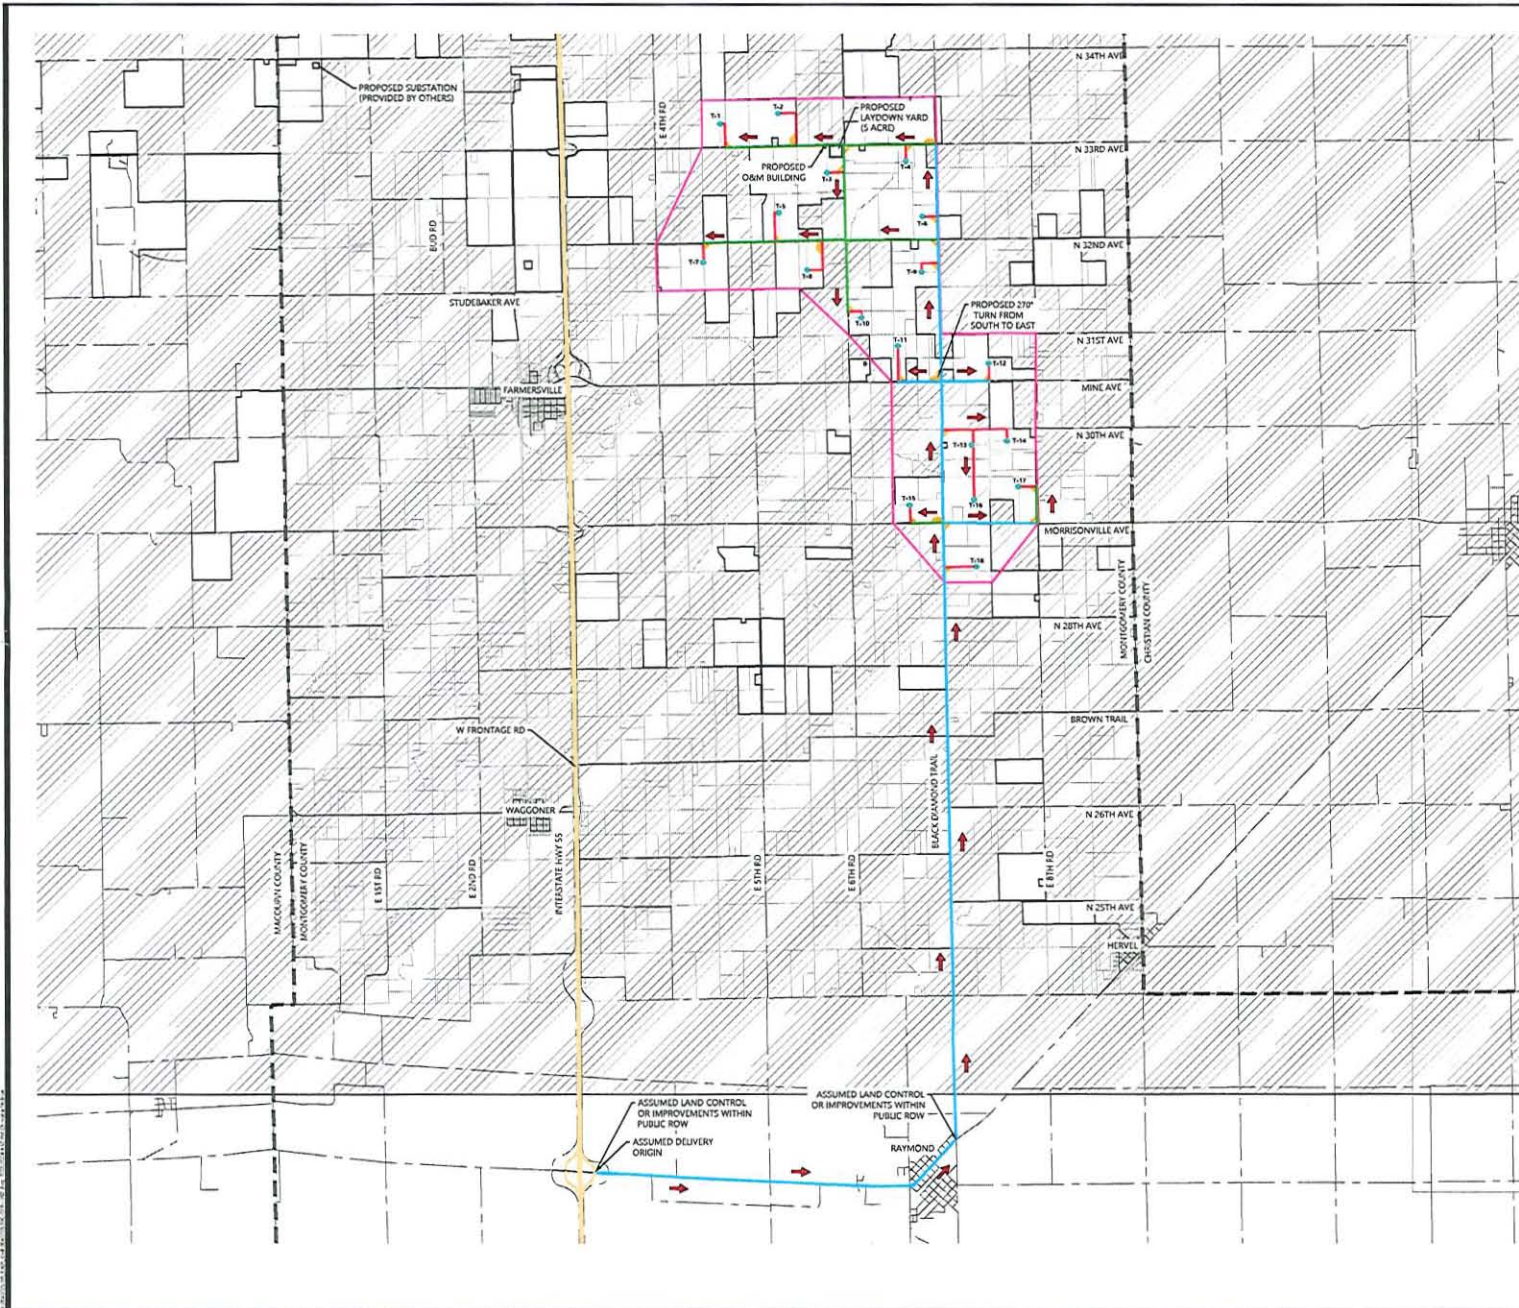 N 34TH AVE
PROPOSED SUBSTATION
(PROVIDED BY OTHERS)
E 4TH RD
T-1
T-2
PROPOSED
LAYDOWN YARD
(5 ACRE)
N 33RD AVE
PROPOSED
O&M BUILDING
T-3
T-4
T-5
T-6
BUD RD
N 32ND AVE
T-7
T-8
T-9
STUDEBAKER AVE
PROPOSED 270°
TURN FROM
SOUTH TO EAST
T-10
N 31ST AVE
T-11
T-12
FARMERSVILLE
MINE AVE
N 30TH AVE
T-13
T-14
T-17
T-15
T-16
MORRISONVILLE AVE
T-18
MONTGOMERY COUNTY
CHRISTIAN COUNTY
N 28TH AVE
BROWN TRAIL
W FRONTAGE RD
BLACK DIAMOND TRAIL
WAGGONER
N 26TH AVE
INTERSTATE HWY 55
MACOUPIN COUNTY
MONTGOMERY COUNTY
E 1ST RD
E 2ND RD
E 5TH RD
E 6TH RD
E 8TH RD
N 25TH AVE
HERVEL
ASSUMED LAND CONTROL
OR IMPROVEMENTS WITHIN
PUBLIC ROW
ASSUMED DELIVERY
ORIGIN
ASSUMED LAND CONTROL
OR IMPROVEMENTS WITHIN
PUBLIC ROW
RAYMOND